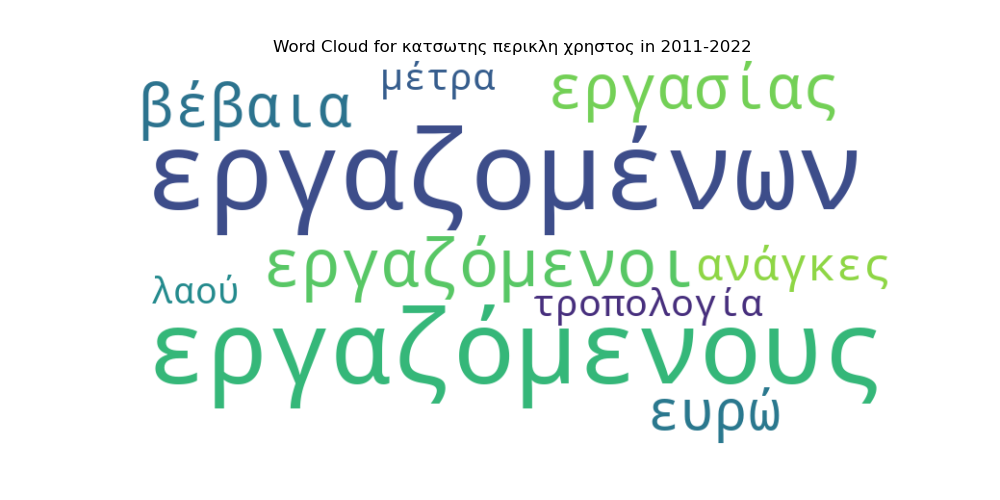 Word Cloud for κατσωτης περικλη χρηστος in 2011-2022
μέτρα
εργασίας
βέβαια
εργαζομένων
εργαζόμενοι
ανάγκες
λαού
τροπολογία
εργαζόμενους
ευρώ